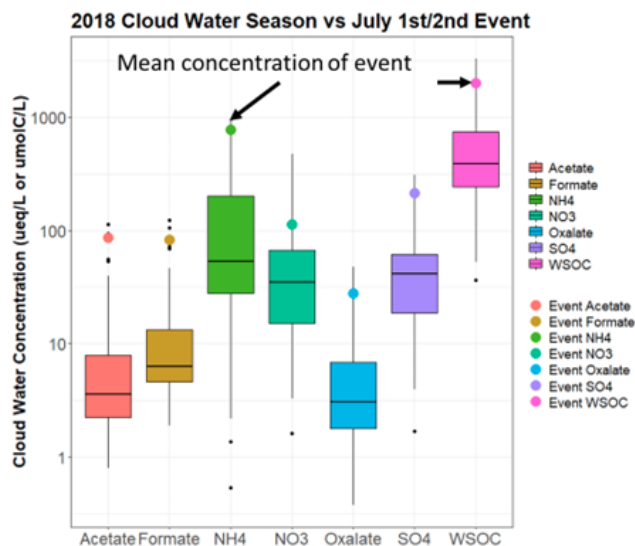 2018 Cloud Water Season vs July 1st/2nd Event
Mean concentration of event
Cloud Water Concentration (ueq/L or umolC/L)
1000
100
10
1
Acetate
Formate
NH4
NO3
Oxalate
SO4
WSOC
Acetate
Formate
NH4
NO3
Oxalate
SO4
WSOC
Event Acetate
Event Formate
Event NH4
Event NO3
Event Oxalate
Event SO4
Event WSOC